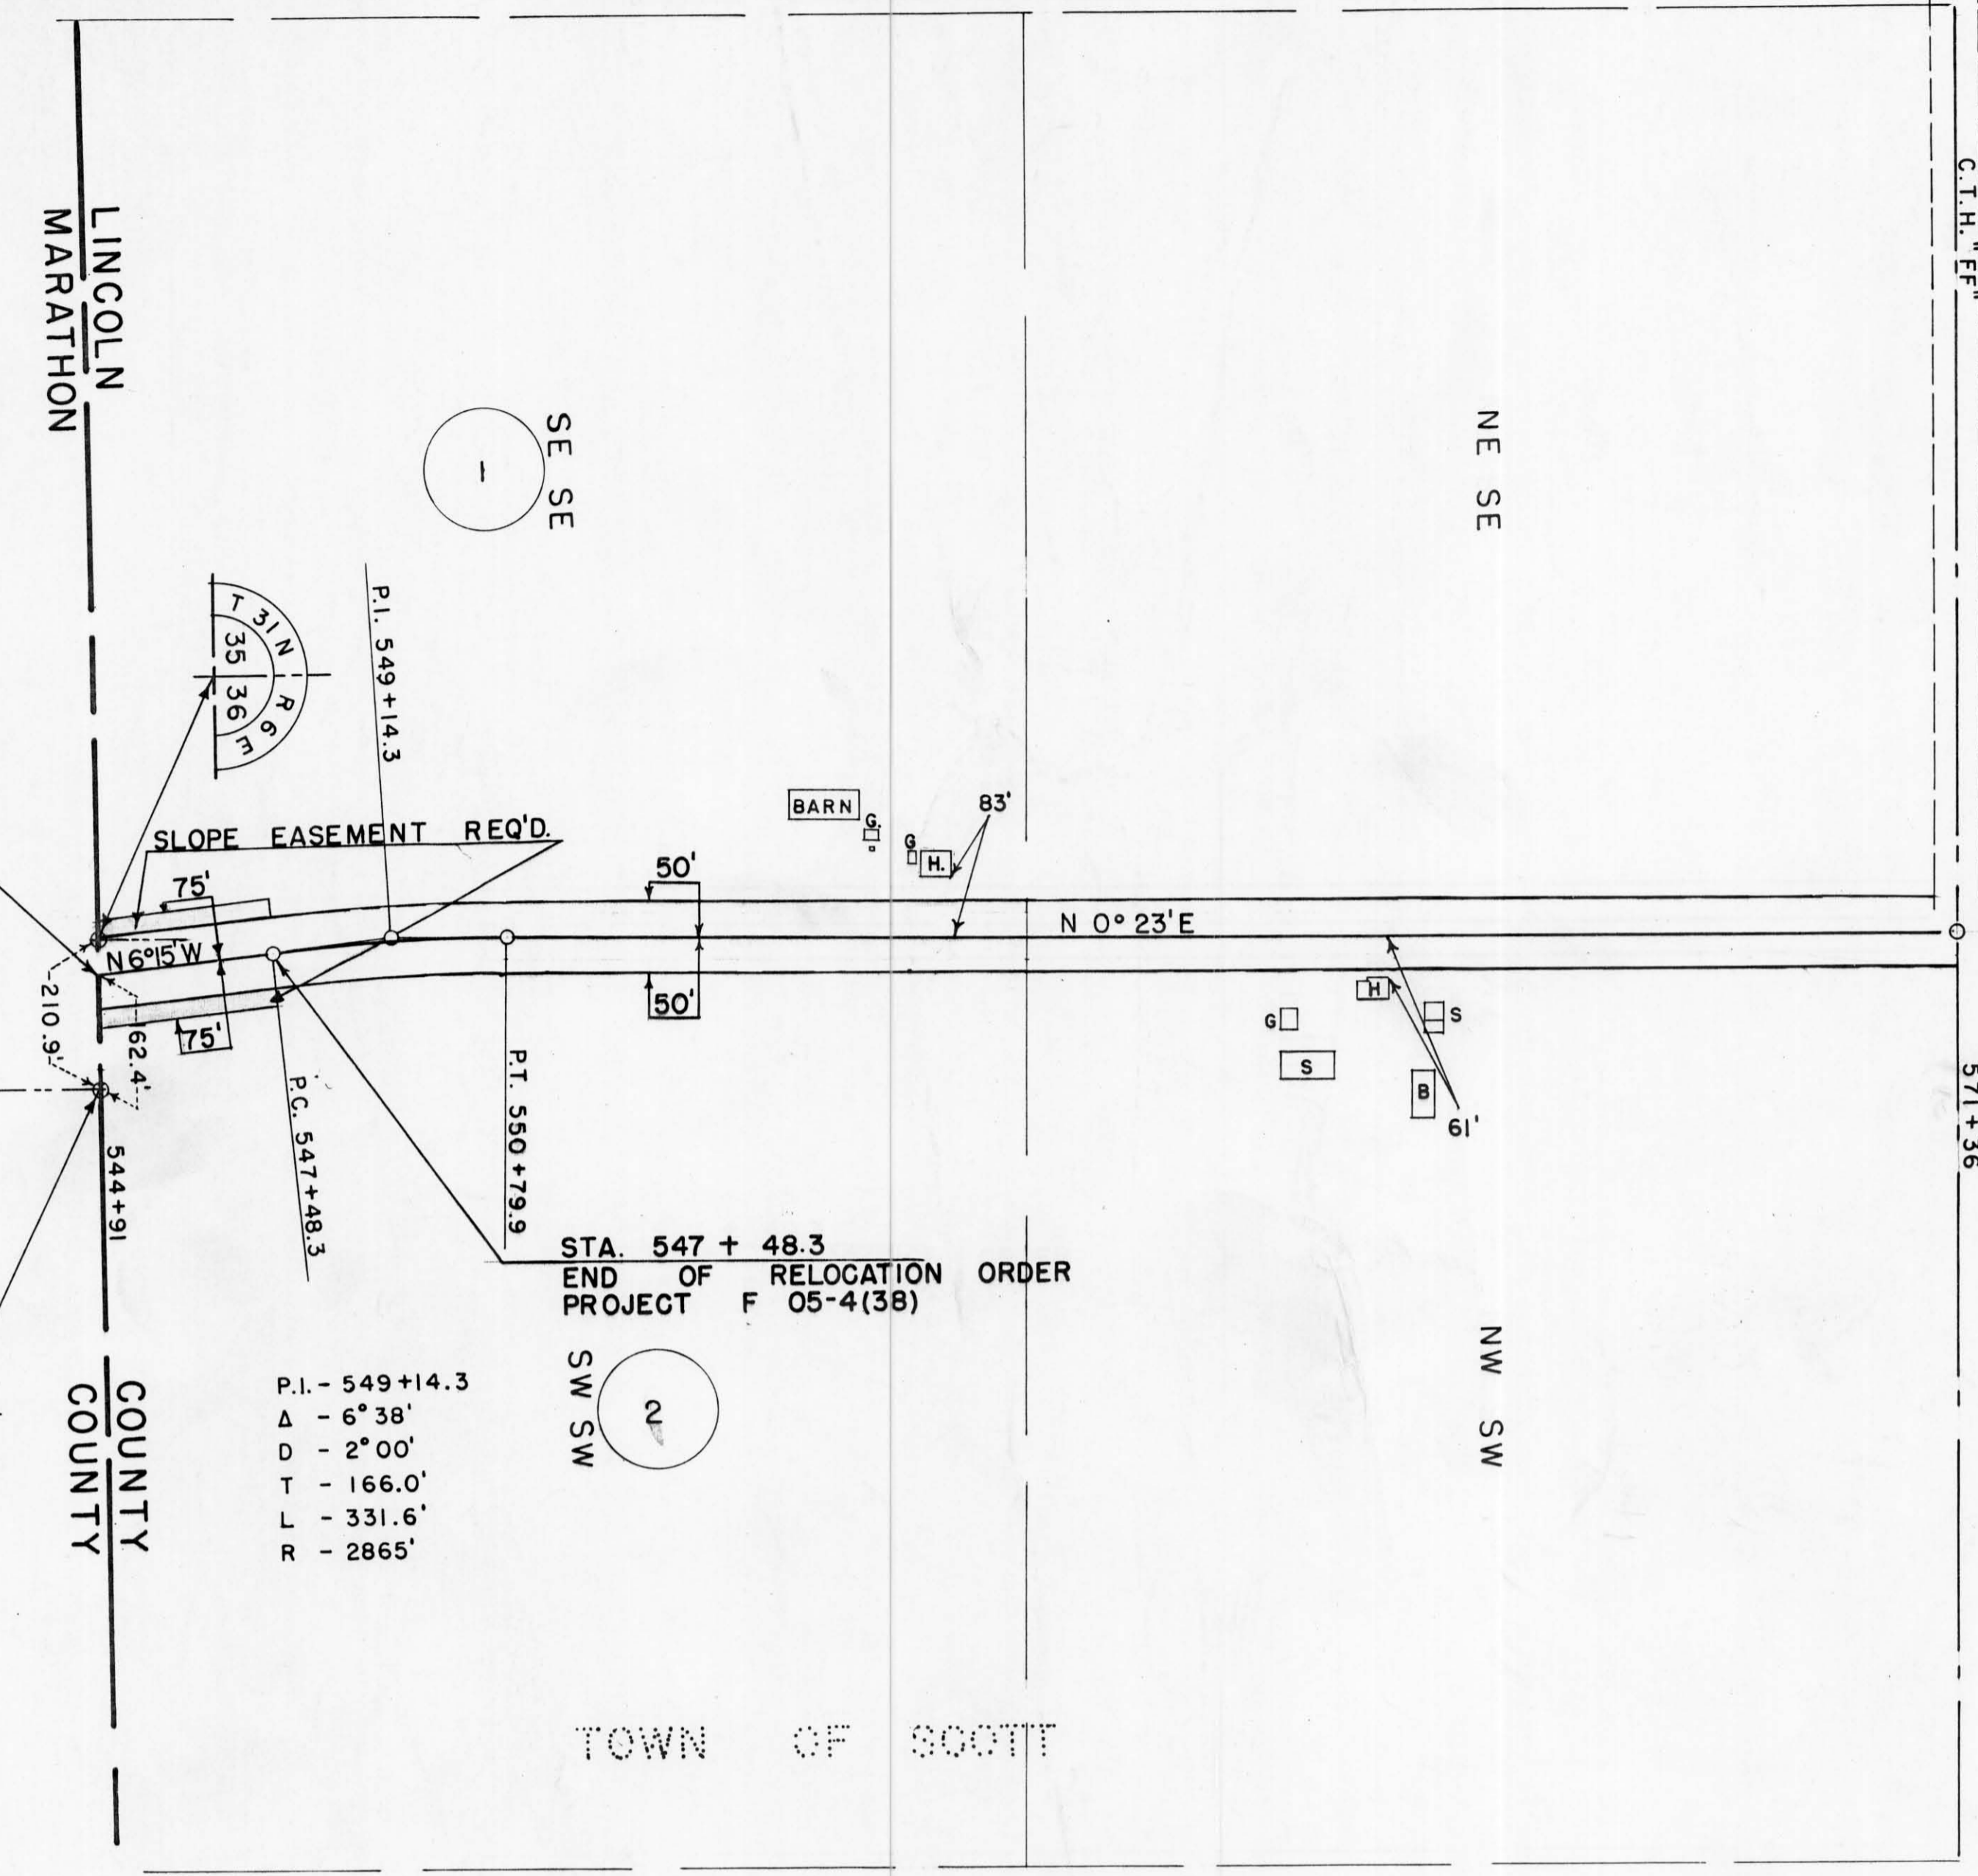 C.T.H. "FF"
LINCOLN
MARATHON
SE SE
1
NE SE
T 31 N R 6 E
35 36
P.I. 549+14.3
BARN
G.
G
H.
83'
SLOPE EASEMENT REQ'D.
75'
50'
N 0° 23' E
N 6° 15' W
50'
75'
210.9'
162.4'
H
G
S
S
B
61'
571+36
544+91
P.C. 547+48.3
P.T. 550+79.9
STA. 547 + 48.3
END OF RELOCATION ORDER
PROJECT F 05-4(38)
COUNTY
COUNTY
SW SW
2
NW SW
P.I. - 549+14.3
Δ - 6° 38'
D - 2° 00'
T - 166.0'
L - 331.6'
R - 2865'
TOWN OF SCOTT